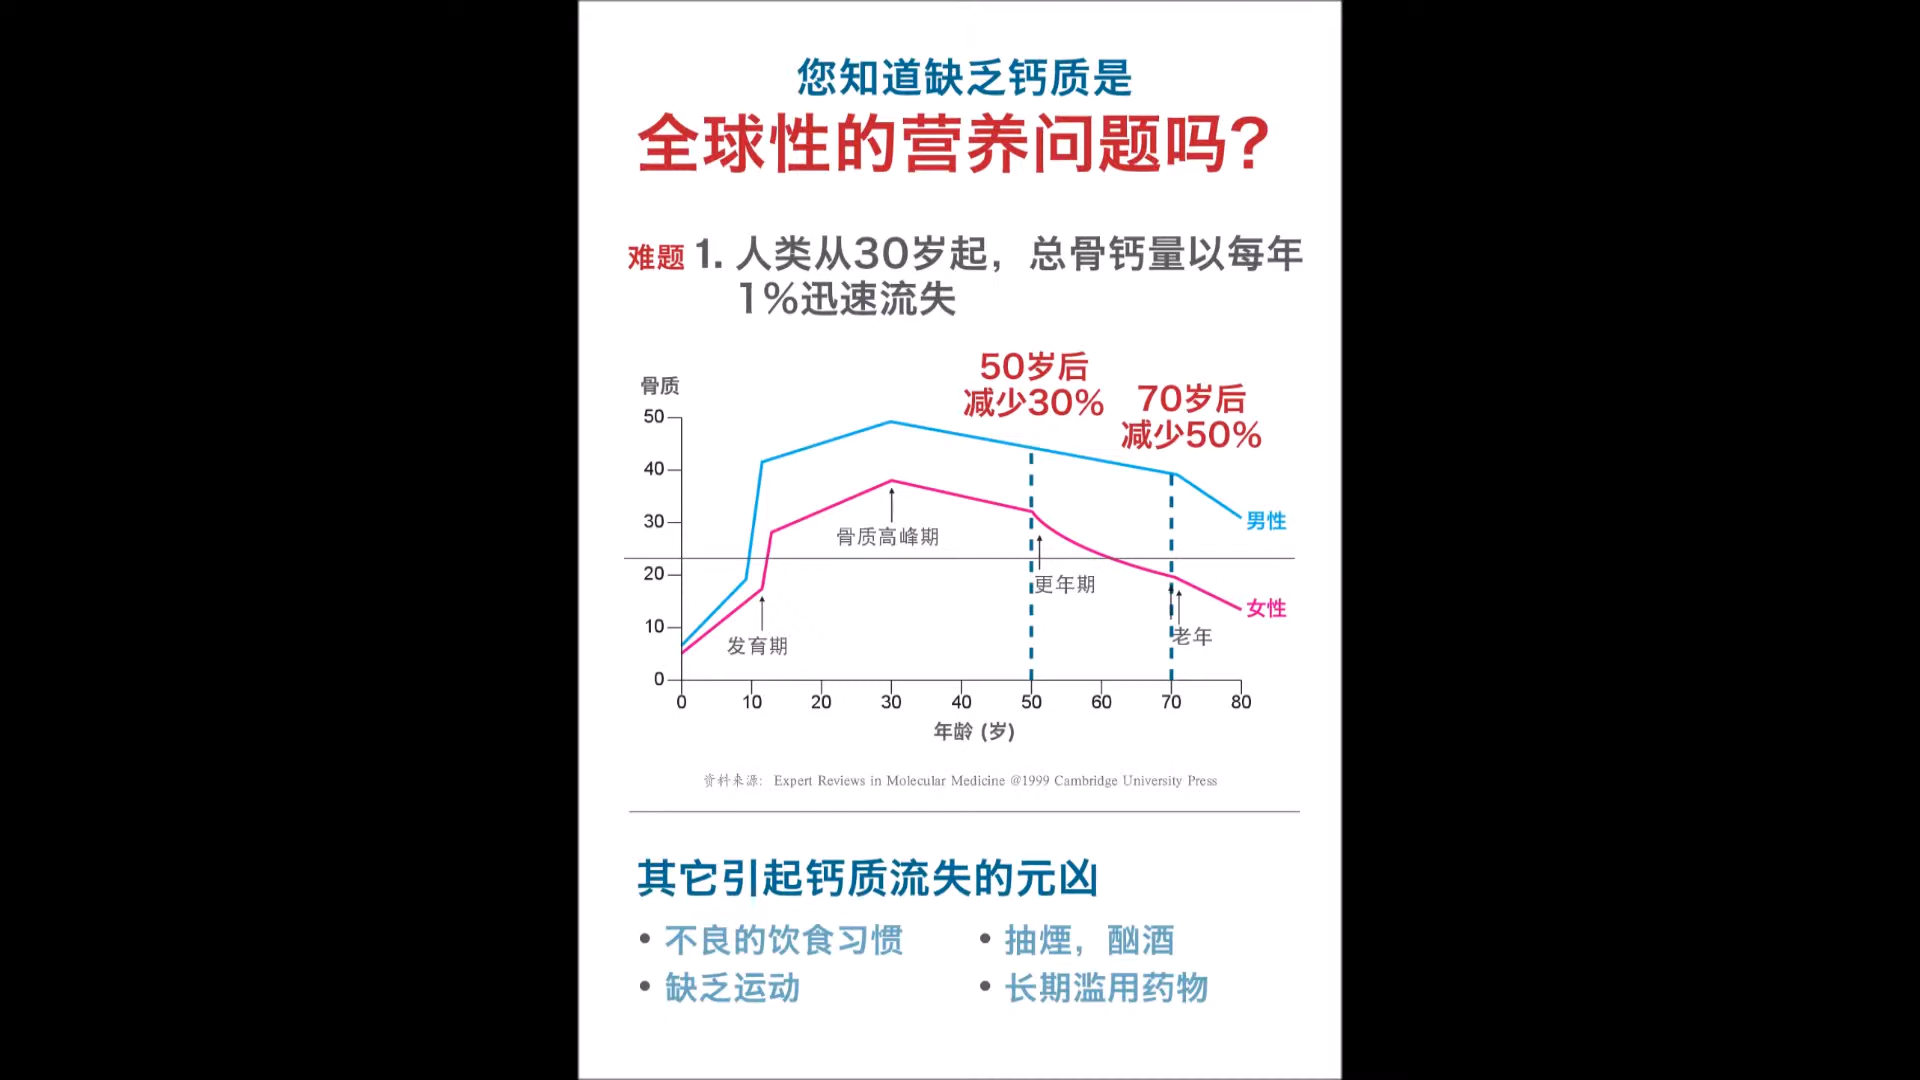 您知道缺乏钙质是
全球性的营养问题吗？
难题 1. 人类从30岁起，总骨钙量以每年
1%迅速流失
50岁后
减少30%
70岁后
减少50%
骨质
50
40
30
20
10
0
骨质高峰期
更年期
发育期
老年
男性
女性
0 10 20 30 40 50 60 70 80
年龄 (岁)
资料来源: Expert Reviews in Molecular Medicine @1999 Cambridge University Press
其它引起钙质流失的元凶
• 不良的饮食习惯
• 缺乏运动
• 抽煙，酗酒
• 长期滥用药物